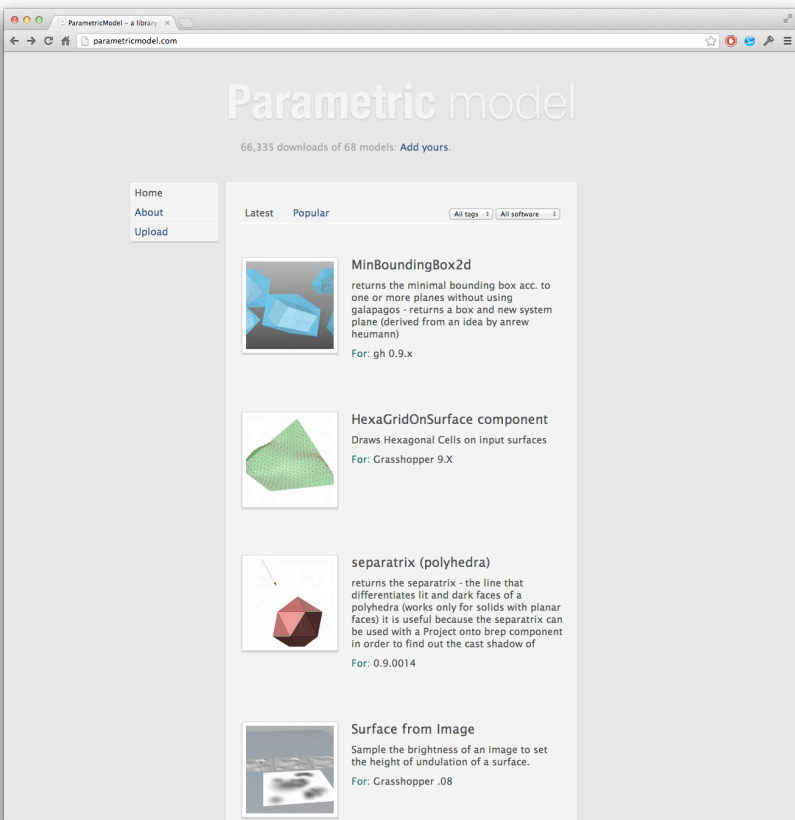 ParametricModel – a library
parametricmodel.com
Parametric model
66,335 downloads of 68 models: Add yours.
Home
About
Upload
Latest Popular All tags All software
MinBoundingBox2d
returns the minimal bounding box acc. to
one or more planes without using
galapagos - returns a box and new system
plane (derived from an idea by anrew
heumann)
For: gh 0.9.x
HexaGridOnSurface component
Draws Hexagonal Cells on input surfaces
For: Grasshopper 9.X
separatrix (polyhedra)
returns the separatrix - the line that
differentiates lit and dark faces of a
polyhedra (works only for solids with planar
faces) it is useful because the separatrix can
be used with a Project onto brep component
in order to find out the cast shadow of
For: 0.9.0014
Surface from Image
Sample the brightness of an image to set
the height of undulation of a surface.
For: Grasshopper .08